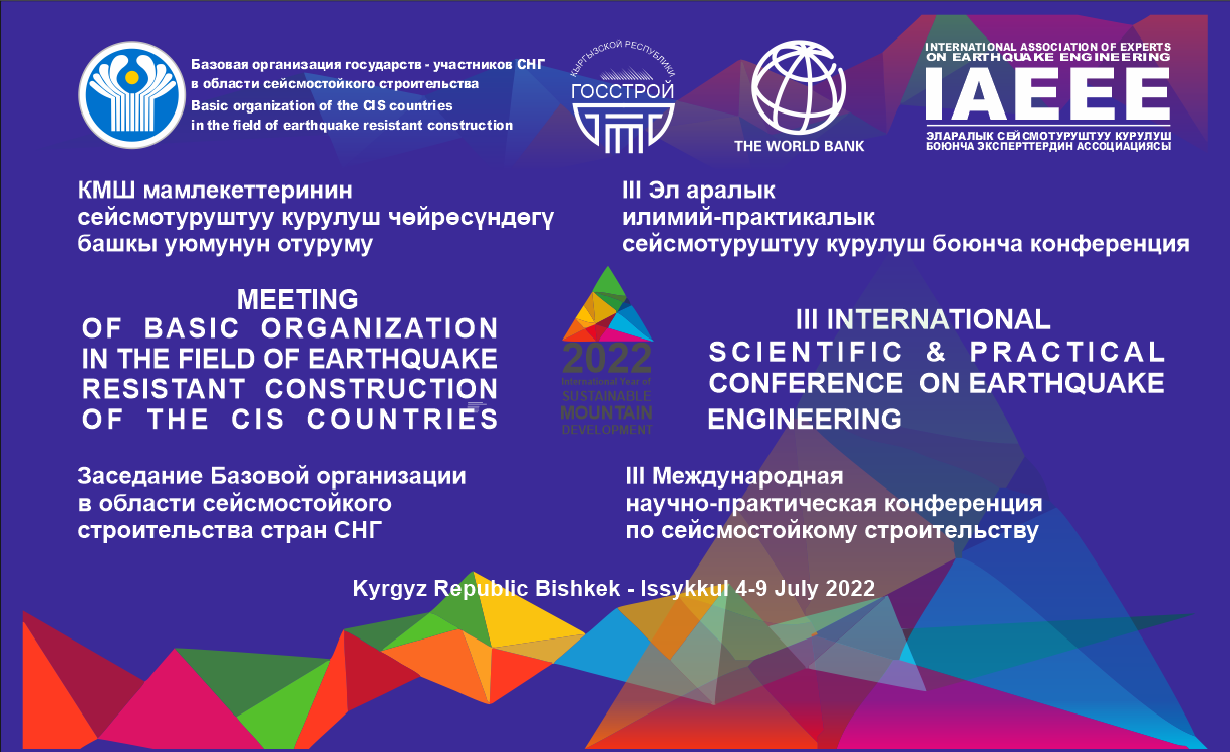 Базовая организация государств - участников СНГ
в области сейсмостойкого строительства
Basic organization of the CIS countries
in the field of earthquake resistant construction
КЫРГЫЗСКОЙ РЕСПУБЛИКИ
ГОССТРОЙ
THE WORLD BANK
INTERNATIONAL ASSOCIATION OF EXPERTS
ON EARTHQUAKE ENGINEERING
IAEEE
ЭЛАРАЛЫК СЕЙСМОТУРУШТУУ КУРУЛУШ
БОЮНЧА ЭКСПЕРТТЕРДИН АССОЦИАЦИЯСЫ
КМШ мамлекеттеринин
сейсмотуруштуу курулуш чөйрөсүндөгү
башкы уюмунун отуруму
III Эл аралык
илимий-практикалык
сейсмотуруштуу курулуш боюнча конференция
MEETING
OF BASIC ORGANIZATION
IN THE FIELD OF EARTHQUAKE
RESISTANT CONSTRUCTION
OF THE CIS COUNTRIES
2022
International Year of
SUSTAINABLE
MOUNTAIN
DEVELOPMENT
III INTERNATIONAL
SCIENTIFIC & PRACTICAL
CONFERENCE ON EARTHQUAKE
ENGINEERING
Заседание Базовой организации
в области сейсмостойкого
строительства стран СНГ
III Международная
научно-практическая конференция
по сейсмостойкому строительству
Kyrgyz Republic Bishkek - Issykkul 4-9 July 2022